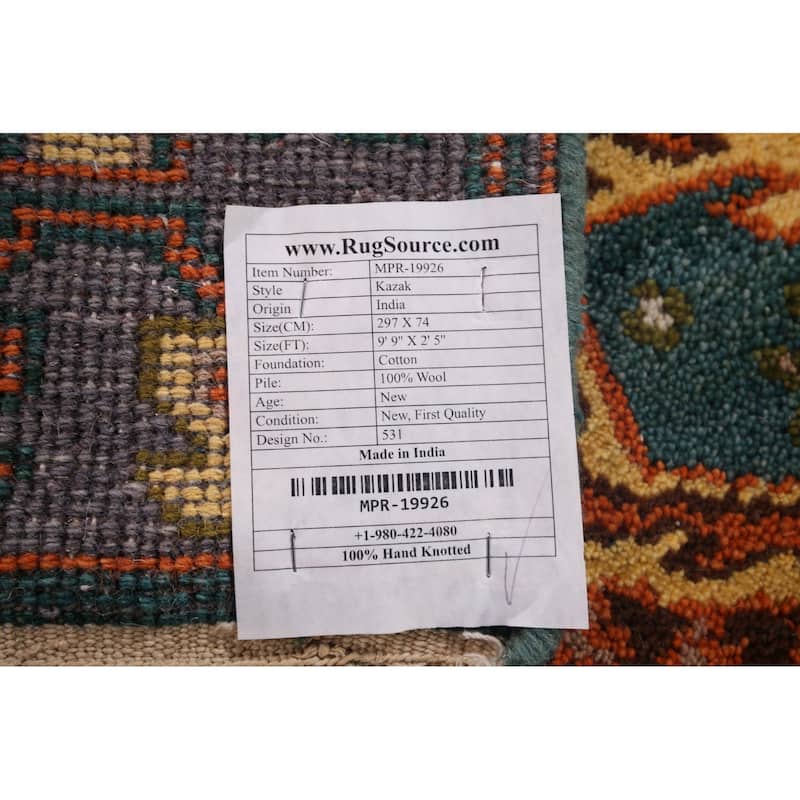 www.RugSource.com
Item Number: MPR-19926
Style Kazak
Origin India
Size(CM): 297 X 74
Size(FT): 9' 9" X 2' 5"
Foundation: Cotton
Pile: 100% Wool
Age: New
Condition: New, First Quality
Design No.: 531
Made in India
MPR-19926
+1-980-422-4080
100% Hand Knotted